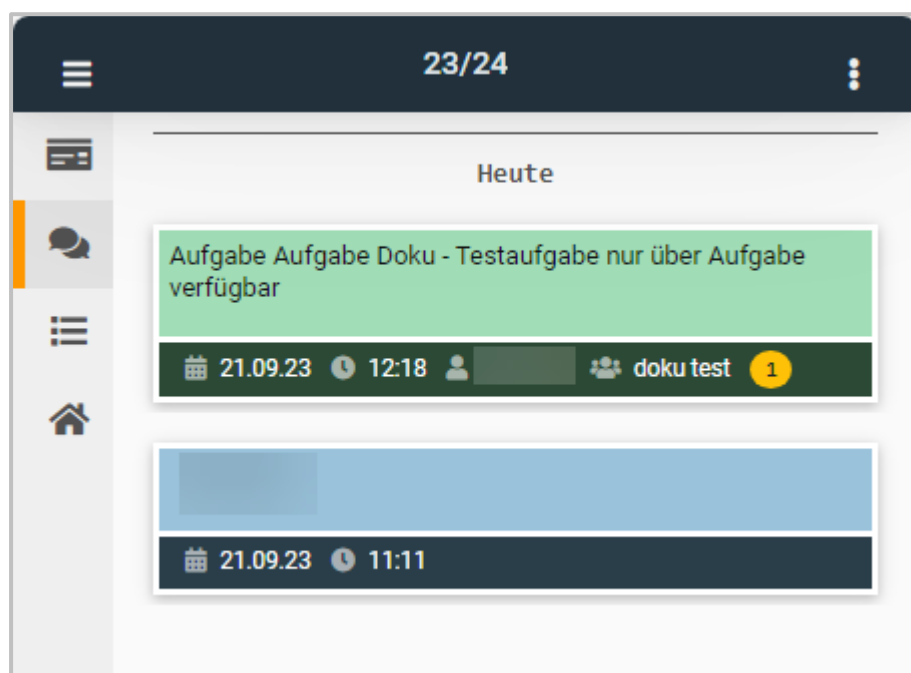 23/24
Heute
Aufgabe Aufgabe Doku - Testaufgabe nur über Aufgabe
verfügbar
21.09.23 12:18 doku test 1
21.09.23 11:11